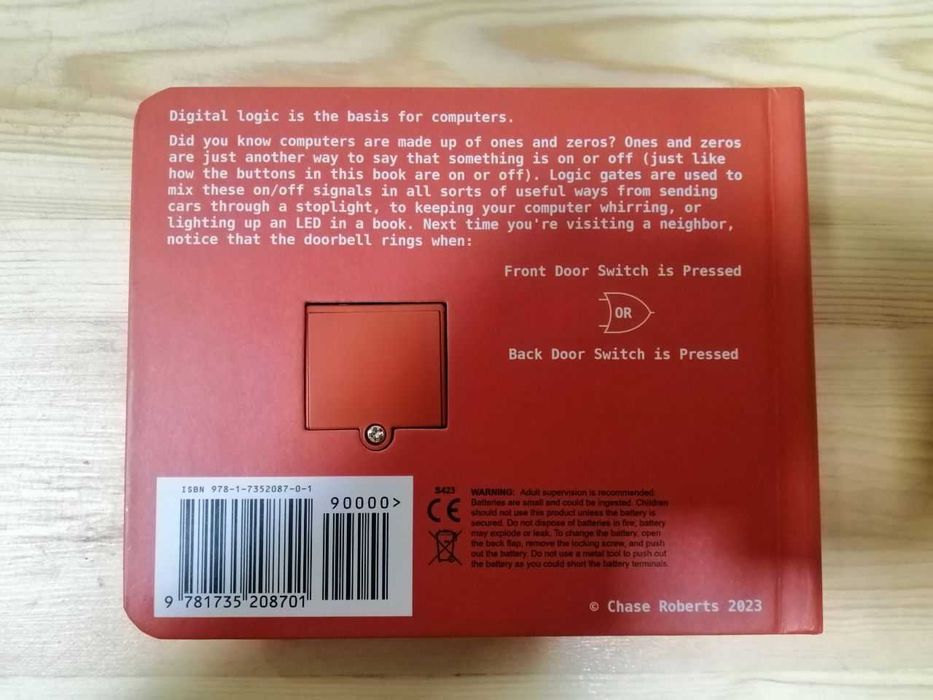 Digital logic is the basis for computers.
Did you know computers are made up of ones and zeros? Ones and zeros
are just another way to say that something is on or off (just like
how the buttons in this book are on or off). Logic gates are used to
mix these on/off signals in all sorts of useful ways from sending
cars through a stoplight, to keeping your computer whirring, or
lighting up an LED in a book. Next time you're visiting a neighbor,
notice that the doorbell rings when:
Front Door Switch is Pressed
OR
Back Door Switch is Pressed
ISBN 978-1-7352087-0-1
90000>
9 781735 208701
S423
CE
WARNING: Adult supervision is recommended.
Batteries are small and could be ingested. Children
should not use this product unless the battery is
secured. Do not dispose of batteries in fire, battery
may explode or leak. To change the battery, open
the back flap, remove the locking screw, and push
out the battery. Do not use a metal tool to push out
the battery as you could short the battery terminals.
© Chase Roberts 2023